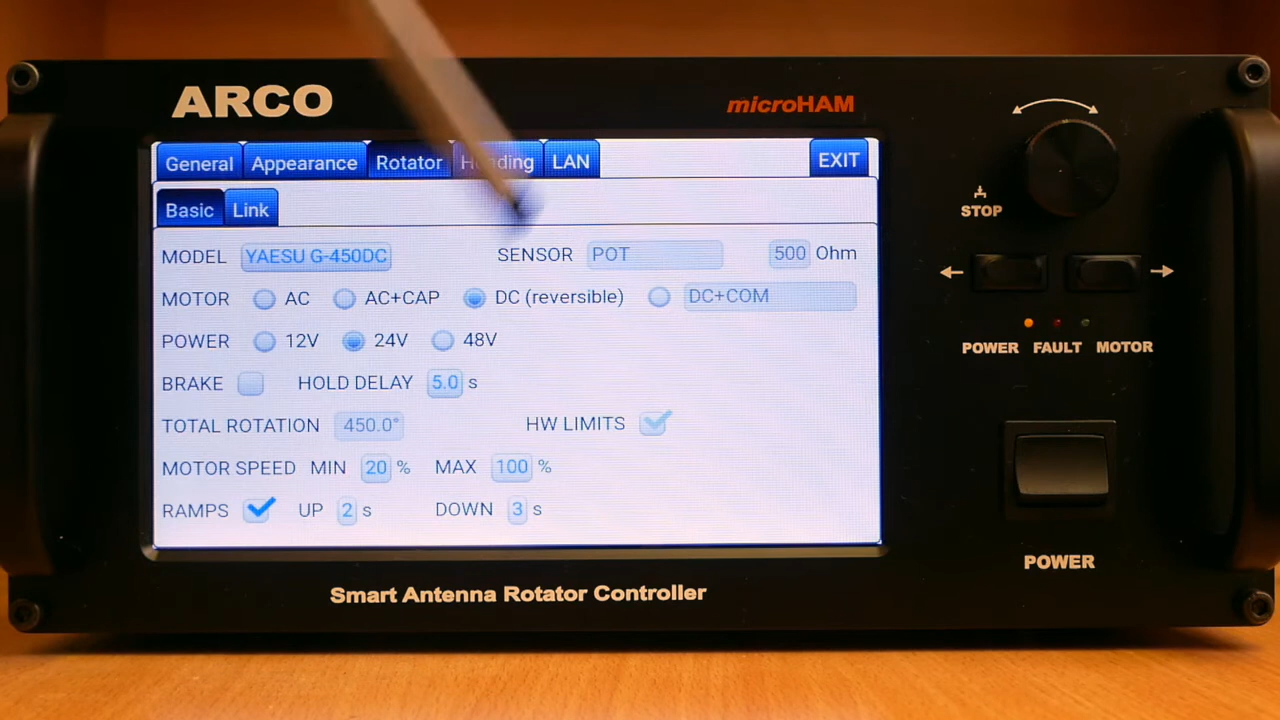 ARCO
microHAM
General Appearance Rotator Heading LAN EXIT
Basic Link
MODEL YAESU G-450DC SENSOR POT 500 Ohm
MOTOR AC AC+CAP DC (reversible) DC+COM
POWER 12V 24V 48V
BRAKE HOLD DELAY 5.0 s
TOTAL ROTATION 450.0° HW LIMITS
MOTOR SPEED MIN 20 % MAX 100 %
RAMPS UP 2 s DOWN 3 s
STOP
POWER FAULT MOTOR
POWER
Smart Antenna Rotator Controller